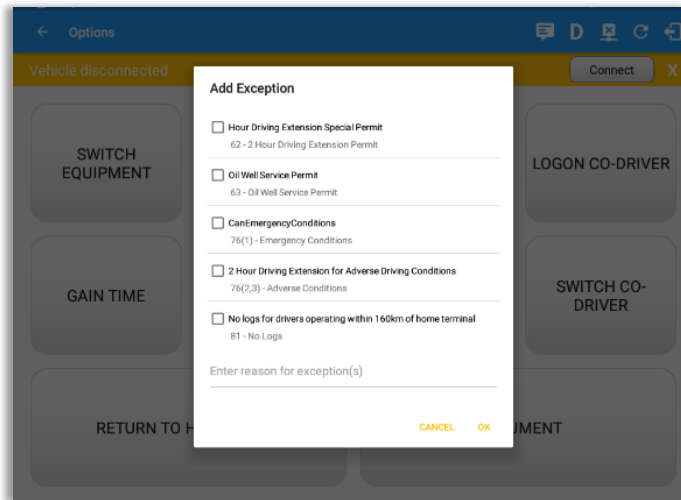 Options
D
Vehicle disconnected
Connect
X
Add Exception
Hour Driving Extension Special Permit
62 - 2 Hour Driving Extension Permit
Oil Well Service Permit
63 - Oil Well Service Permit
CanEmergencyConditions
76(1) - Emergency Conditions
2 Hour Driving Extension for Adverse Driving Conditions
76(2,3) - Adverse Conditions
No logs for drivers operating within 160km of home terminal
81 - No Logs
Enter reason for exception(s)
CANCEL
OK
SWITCH
EQUIPMENT
LOGON CO-DRIVER
GAIN TIME
SWITCH CO-
DRIVER
RETURN TO H
UMENT